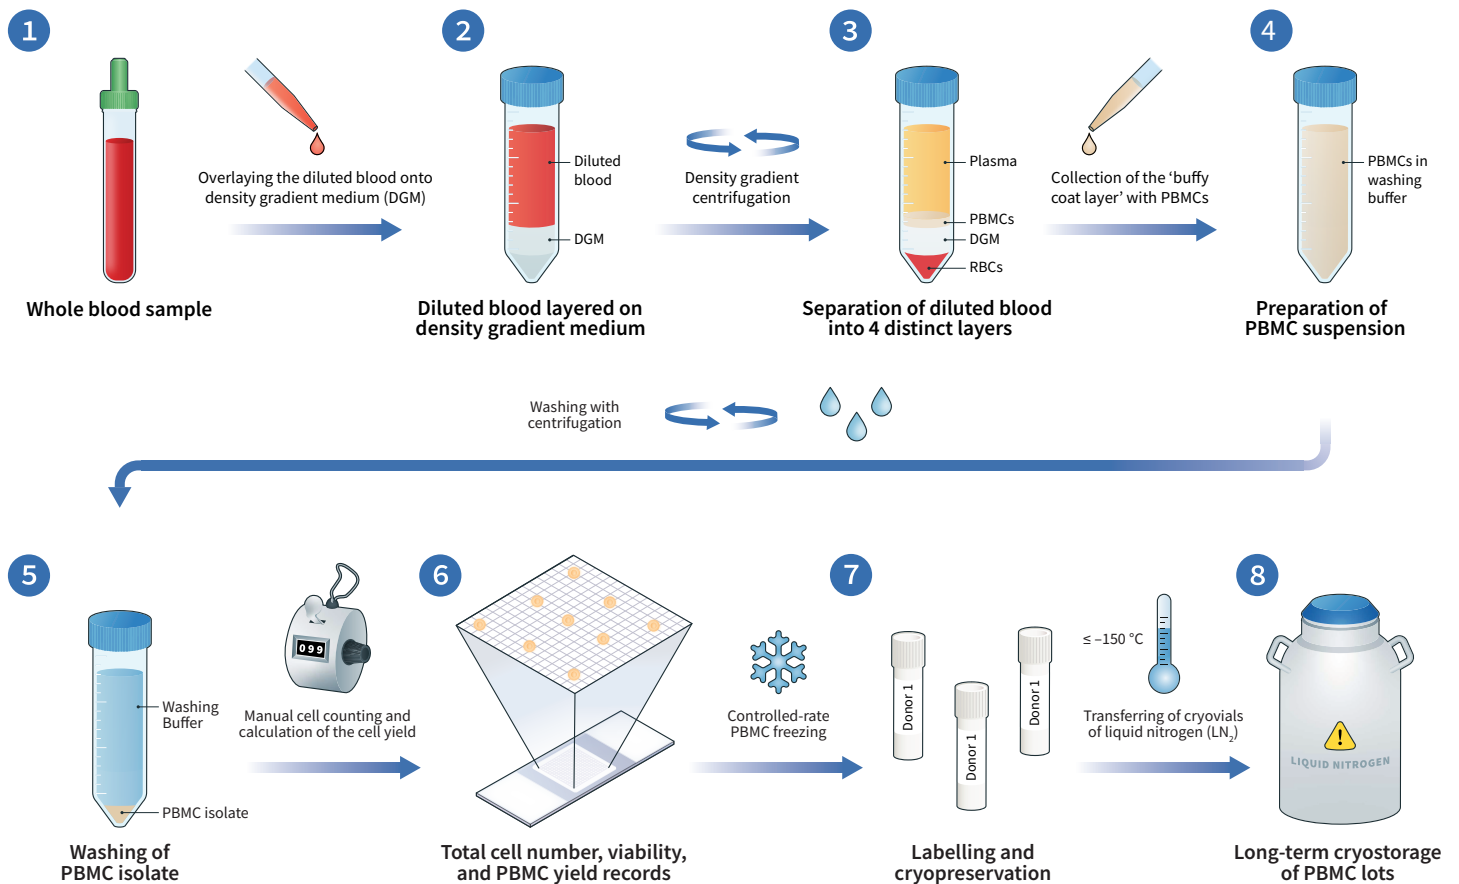 1
2
3
4
Overlaying the diluted blood onto
density gradient medium (DGM)
Diluted
blood
DGM
Density gradient
centrifugation
Plasma
PBMCs
DGM
RBCs
Collection of the ‘buffy
coat layer’ with PBMCs
PBMCs in
washing
buffer
Whole blood sample
Diluted blood layered on
density gradient medium
Separation of diluted blood
into 4 distinct layers
Preparation of
PBMC suspension
Washing with
centrifugation
5
6
7
8
099
Washing
Buffer
PBMC isolate
Manual cell counting and
calculation of the cell yield
Controlled-rate
PBMC freezing
Donor 1
Donor 1
Donor 1
≤ –150 °C
Transferring of cryovials
of liquid nitrogen (LN₂)
LIQUID NITROGEN
Washing of
PBMC isolate
Total cell number, viability,
and PBMC yield records
Labelling and
cryopreservation
Long-term cryostorage
of PBMC lots